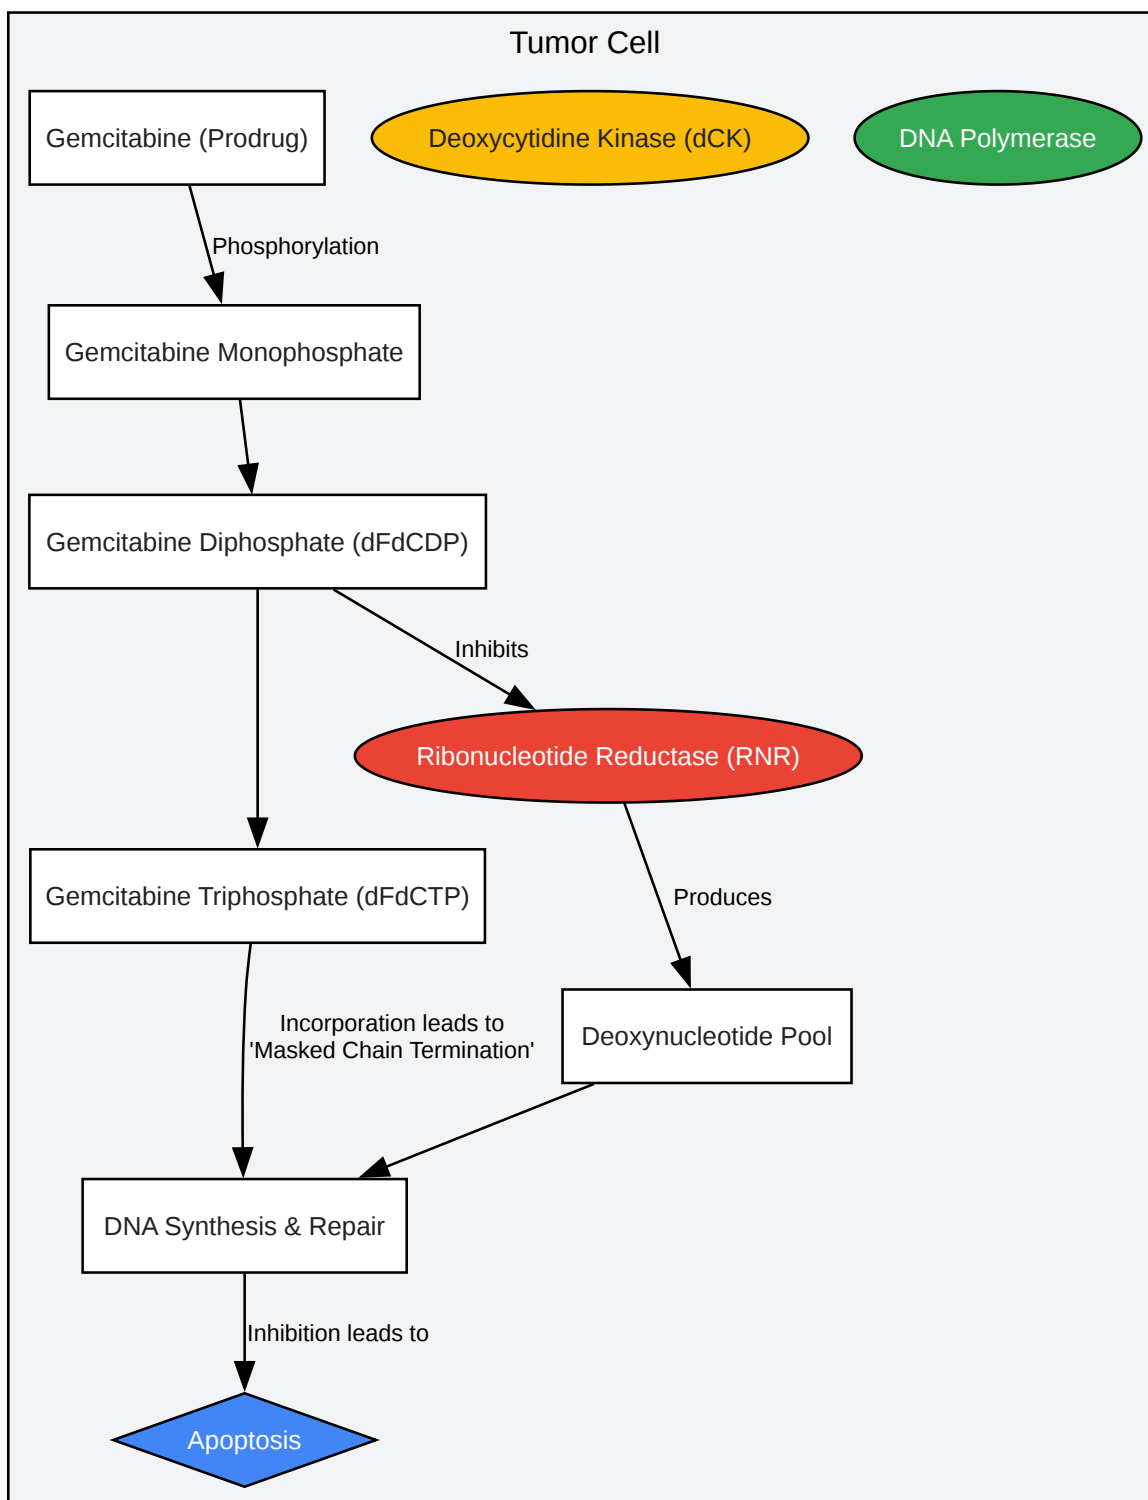 Tumor Cell
Gemcitabine (Prodrug)
Deoxycytidine Kinase (dCK)
DNA Polymerase
Phosphorylation
Gemcitabine Monophosphate
Gemcitabine Diphosphate (dFdCDP)
Inhibits
Ribonucleotide Reductase (RNR)
Gemcitabine Triphosphate (dFdCTP)
Produces
Incorporation leads to
'Masked Chain Termination'
Deoxynucleotide Pool
DNA Synthesis & Repair
Inhibition leads to
Apoptosis